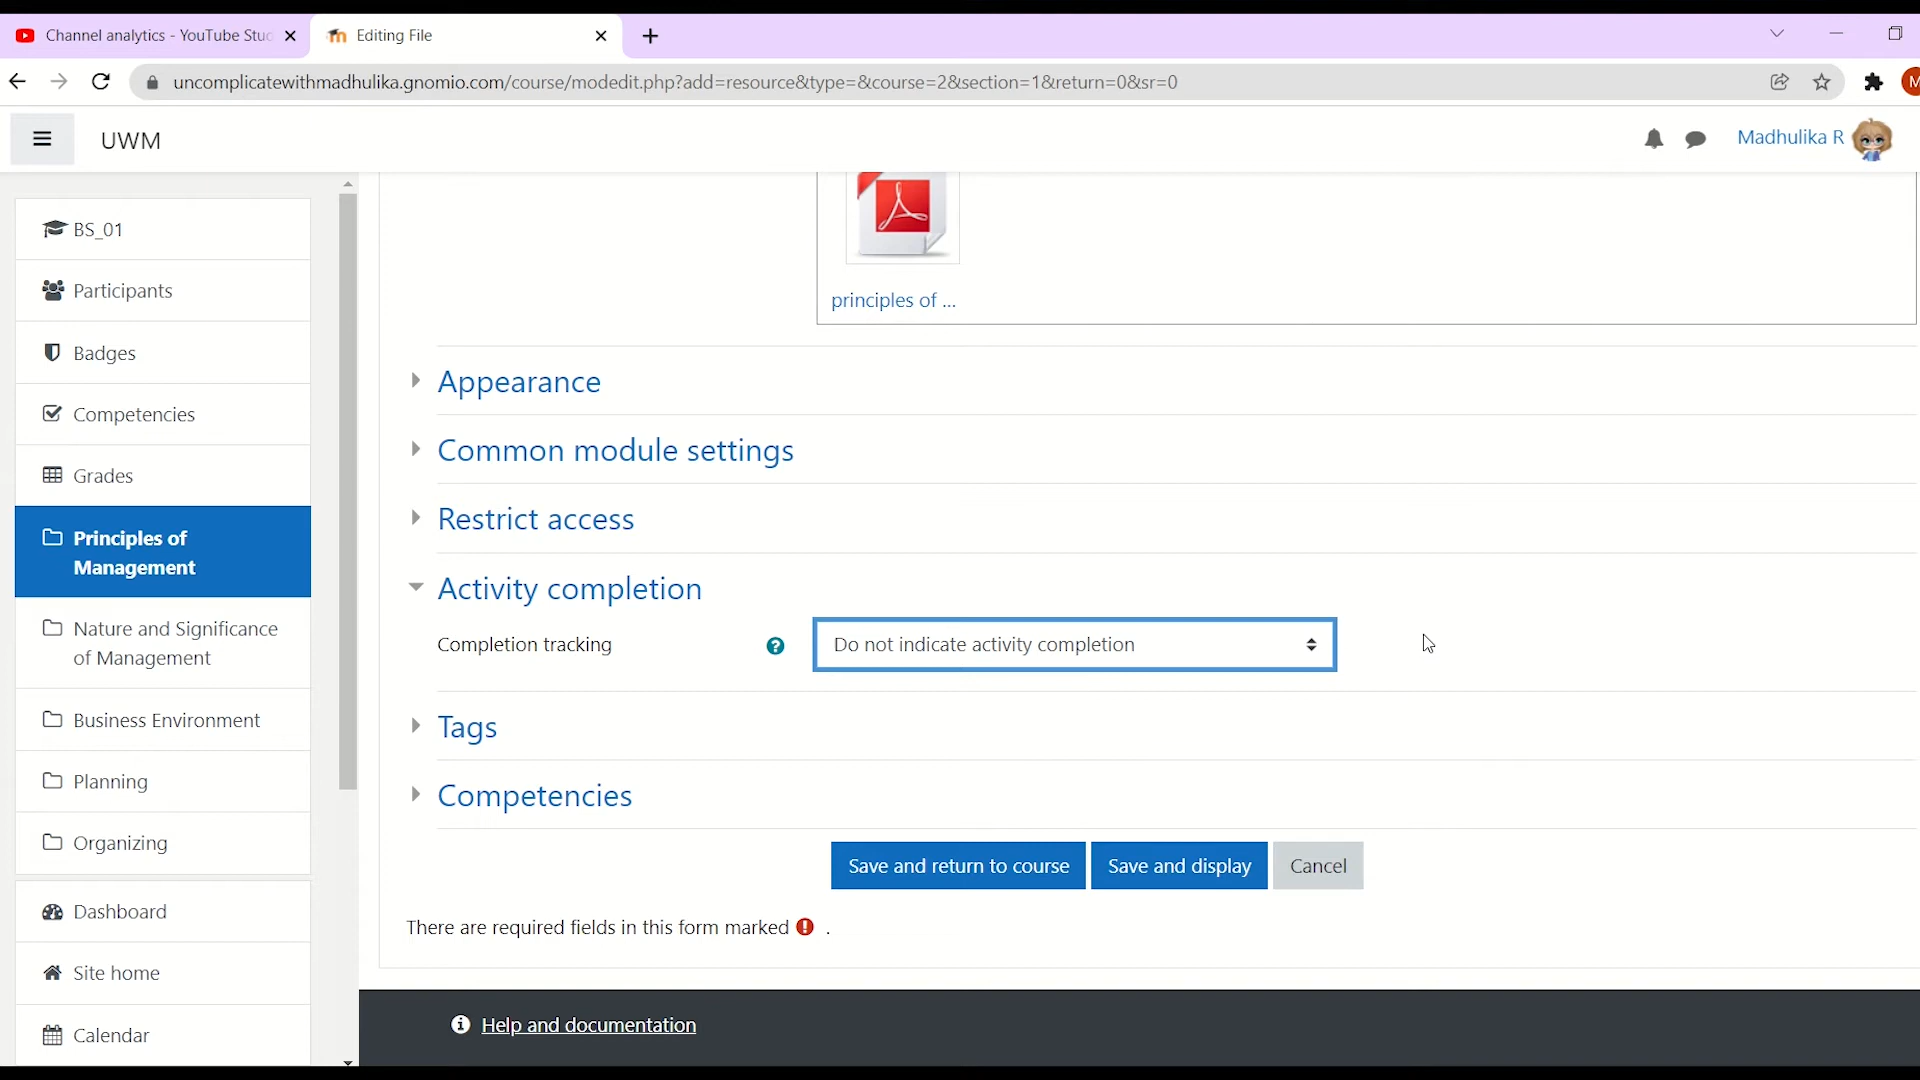 Channel analytics - YouTube Stud
Editing File
uncomplicatewithmadhulika.gnomio.com/course/modedit.php?add=resource&type=&course=2&section=1&return=0&sr=0
M
UWM
Madhulika R
BS_01
Participants
Badges
Competencies
Grades
Principles of
Management
Nature and Significance
of Management
Business Environment
Planning
Organizing
Dashboard
Site home
Calendar
principles of ...
Appearance
Common module settings
Restrict access
Activity completion
Completion tracking
Do not indicate activity completion
Tags
Competencies
Save and return to course
Save and display
Cancel
There are required fields in this form marked .
Help and documentation